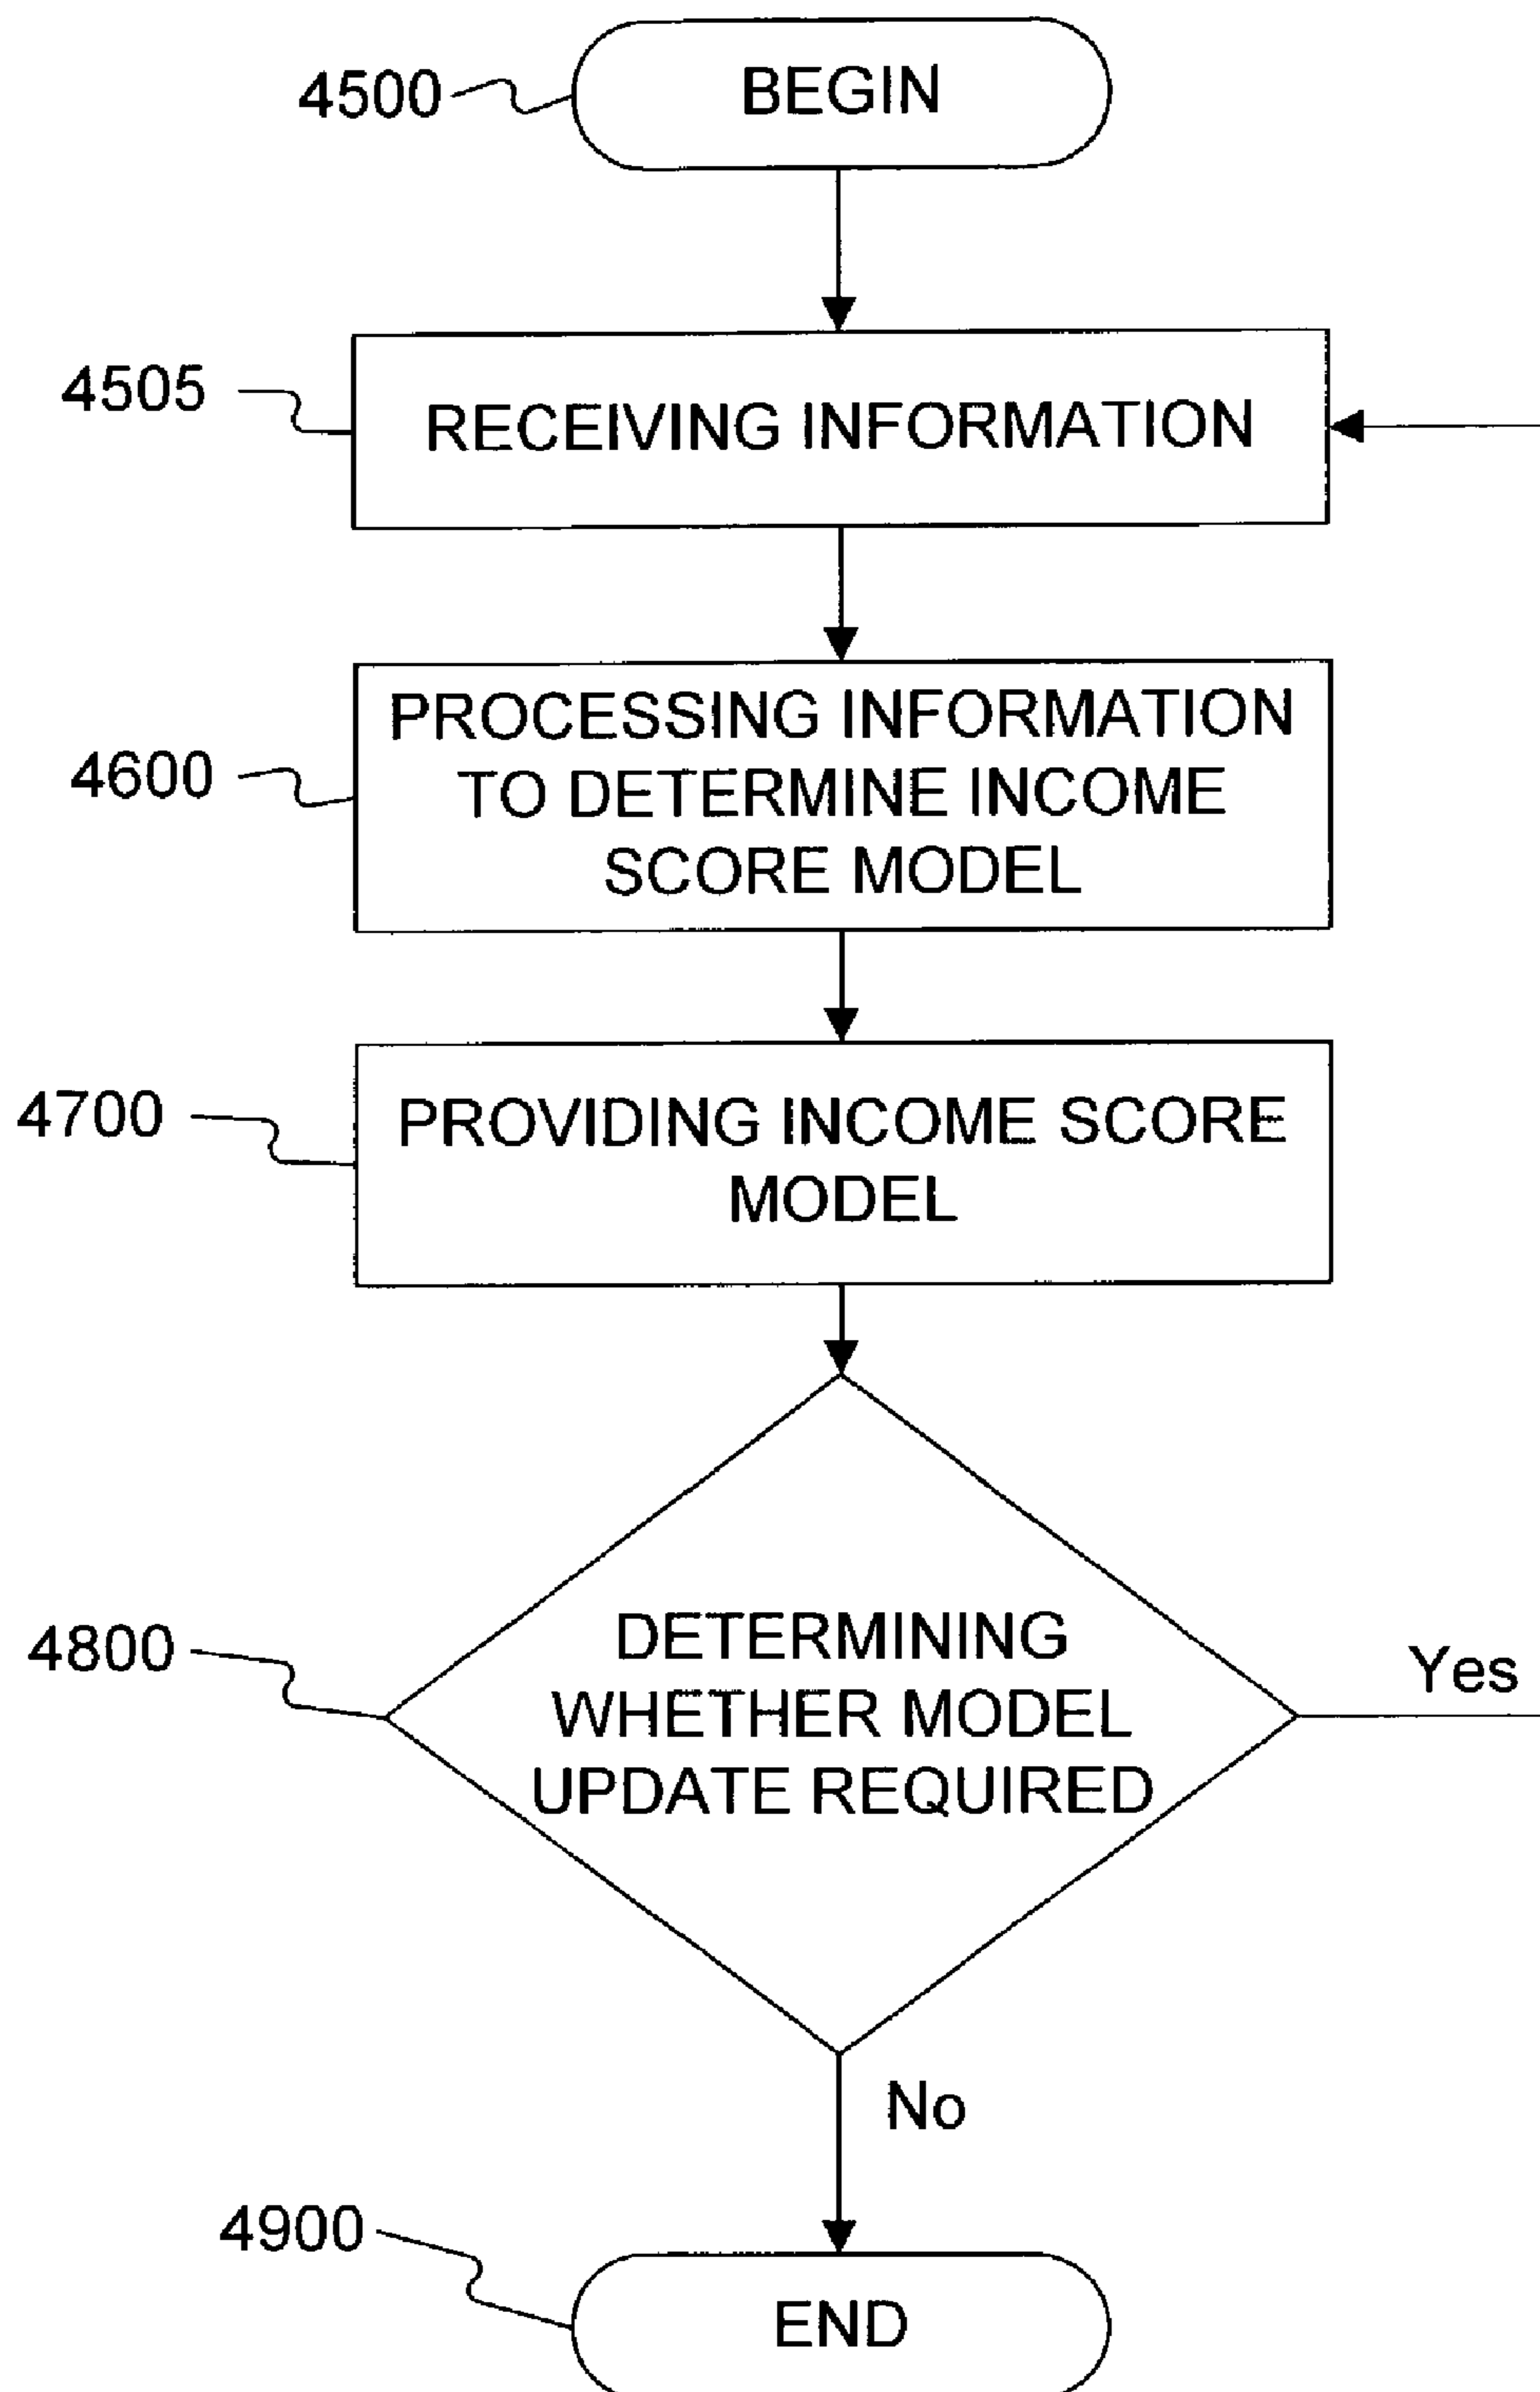 4500
BEGIN
4505
RECEIVING INFORMATION
4600
PROCESSING INFORMATION
TO DETERMINE INCOME
SCORE MODEL
4700
PROVIDING INCOME SCORE
MODEL
4800
DETERMINING
WHETHER MODEL
UPDATE REQUIRED
Yes
No
4900
END